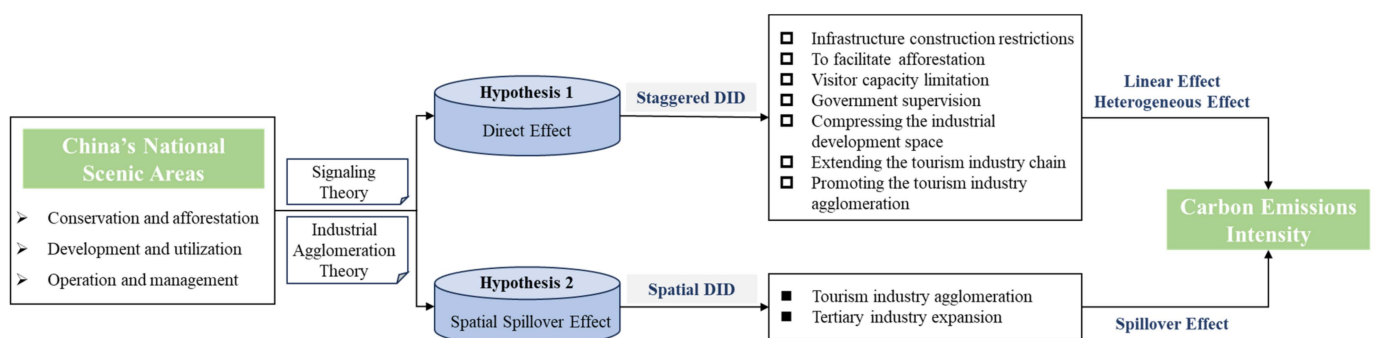 China's National
Scenic Areas
Conservation and afforestation
Development and utilization
Operation and management
Signaling
Theory
Industrial
Agglomeration
Theory
Hypothesis 1
Direct Effect
Staggered DID
Infrastructure construction restrictions
To facilitate afforestation
Visitor capacity limitation
Government supervision
Compressing the industrial
development space
Extending the tourism industry chain
Promoting the tourism industry
agglomeration
Linear Effect
Heterogeneous Effect
Hypothesis 2
Spatial Spillover Effect
Spatial DID
Tourism industry agglomeration
Tertiary industry expansion
Spillover Effect
Carbon Emissions
Intensity